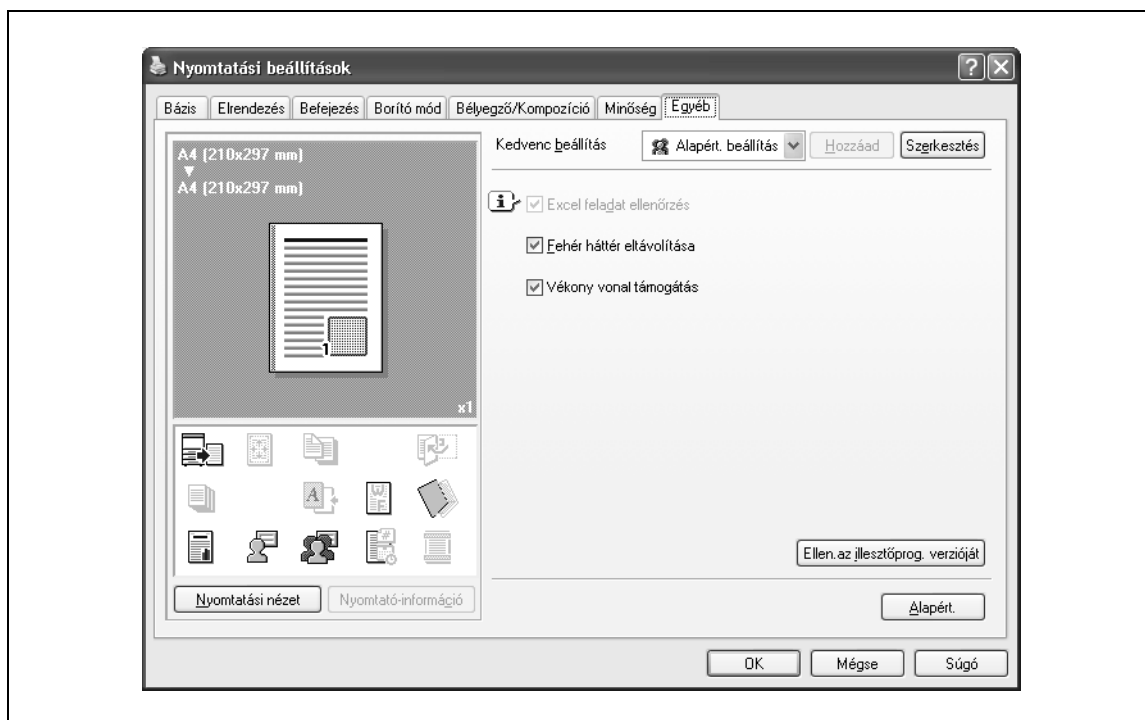 Nyomtatási beállítások
Bázis Elrendezés Befejezés Borító mód Bélyegző/Kompozíció Minőség Egyéb
A4 (210x297 mm)
A4 (210x297 mm)
1
x1
Nyomtatási nézet Nyomtató-információ
Kedvenc beállítás Alapért. beállítás Hozzáad Szerkesztés
Excel feladat ellenőrzés
Fehér háttér eltávolítása
Vékony vonal támogátás
Ellen.az illesztőprog. verzióját
Alapért.
OK Mégse Súgó